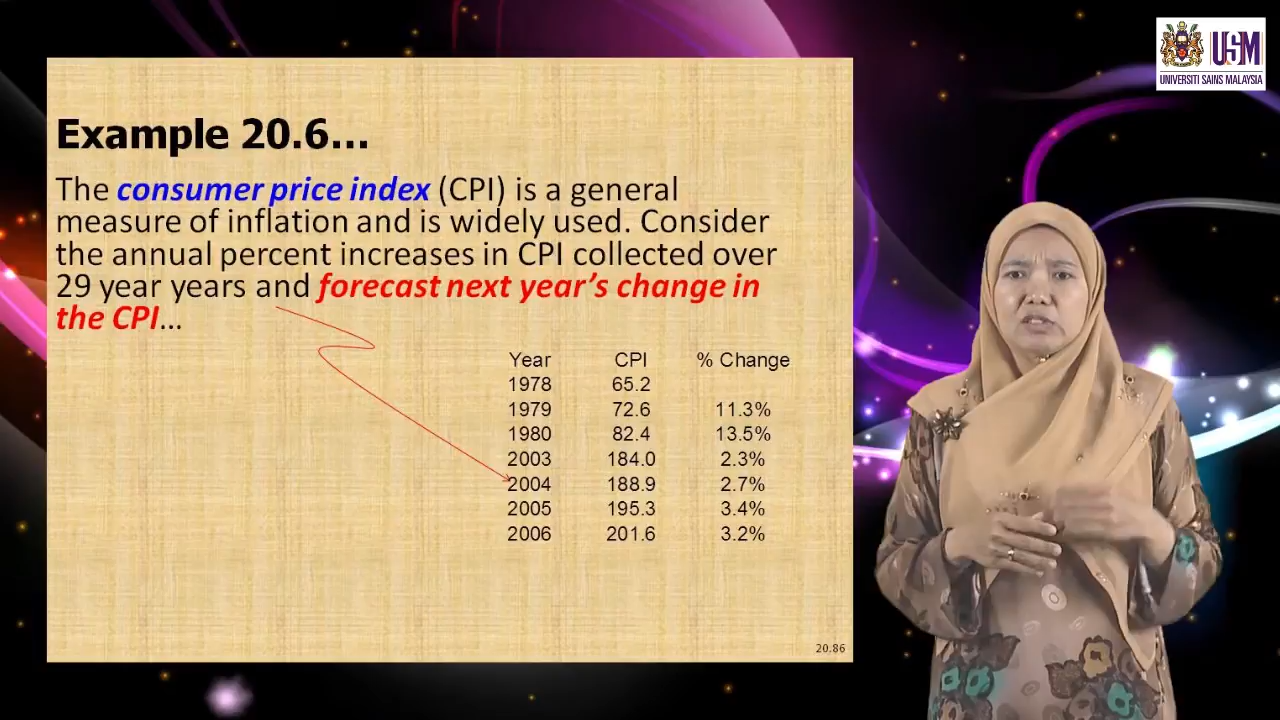 USM
UNIVERSITI SAINS MALAYSIA
Example 20.6...
The consumer price index (CPI) is a general
measure of inflation and is widely used. Consider
the annual percent increases in CPI collected over
29 year years and forecast next year’s change in
the CPI...
Year CPI % Change
1978 65.2
1979 72.6 11.3%
1980 82.4 13.5%
2003 184.0 2.3%
2004 188.9 2.7%
2005 195.3 3.4%
2006 201.6 3.2%
20.86